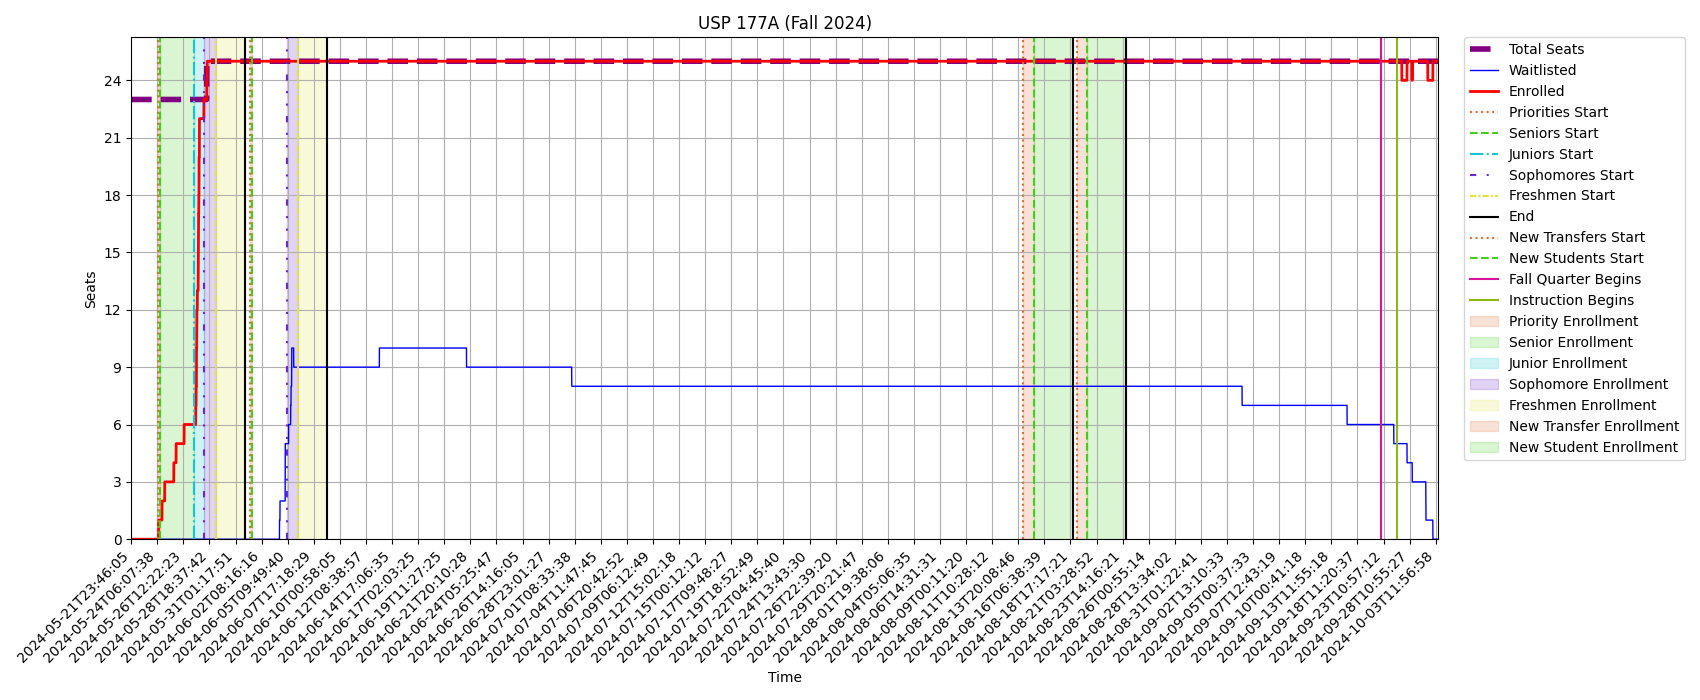 USP 177A (Fall 2024)
Seats
24
21
18
15
12
9
6
3
0
2024-05-21T23:46:05
2024-05-24T06:07:38
2024-05-26T12:22:23
2024-05-28T18:37:42
2024-05-31T01:17:51
2024-06-02T08:16:16
2024-06-05T09:49:40
2024-06-07T17:18:29
2024-06-10T00:58:05
2024-06-12T08:38:57
2024-06-14T17:06:35
2024-06-17T02:03:25
2024-06-19T11:27:23
2024-06-21T20:10:28
2024-06-24T05:25:47
2024-06-26T14:16:05
2024-06-28T23:01:27
2024-07-01T08:33:38
2024-07-04T11:47:45
2024-07-06T20:42:52
2024-07-09T06:12:49
2024-07-12T15:02:18
2024-07-15T00:12:12
2024-07-17T09:48:27
2024-07-19T18:52:49
2024-07-22T04:45:40
2024-07-24T13:43:30
2024-07-26T22:39:20
2024-07-29T20:21:47
2024-08-01T19:38:06
2024-08-04T05:06:35
2024-08-06T14:31:31
2024-08-09T00:11:20
2024-08-11T10:28:12
2024-08-13T20:08:46
2024-08-16T06:38:39
2024-08-18T17:17:21
2024-08-21T03:28:52
2024-08-23T14:16:21
2024-08-26T00:55:14
2024-08-28T13:34:02
2024-08-31T01:22:41
2024-09-02T13:10:33
2024-09-05T00:37:33
2024-09-07T12:43:19
2024-09-10T00:41:18
2024-09-13T11:55:18
2024-09-18T11:20:37
2024-09-23T10:57:12
2024-09-28T10:55:27
2024-10-03T11:56:58
Time
Total Seats
Waitlisted
Enrolled
Priorities Start
Seniors Start
Juniors Start
Sophomores Start
Freshmen Start
End
New Transfers Start
New Students Start
Fall Quarter Begins
Instruction Begins
Priority Enrollment
Senior Enrollment
Junior Enrollment
Sophomore Enrollment
Freshmen Enrollment
New Transfer Enrollment
New Student Enrollment